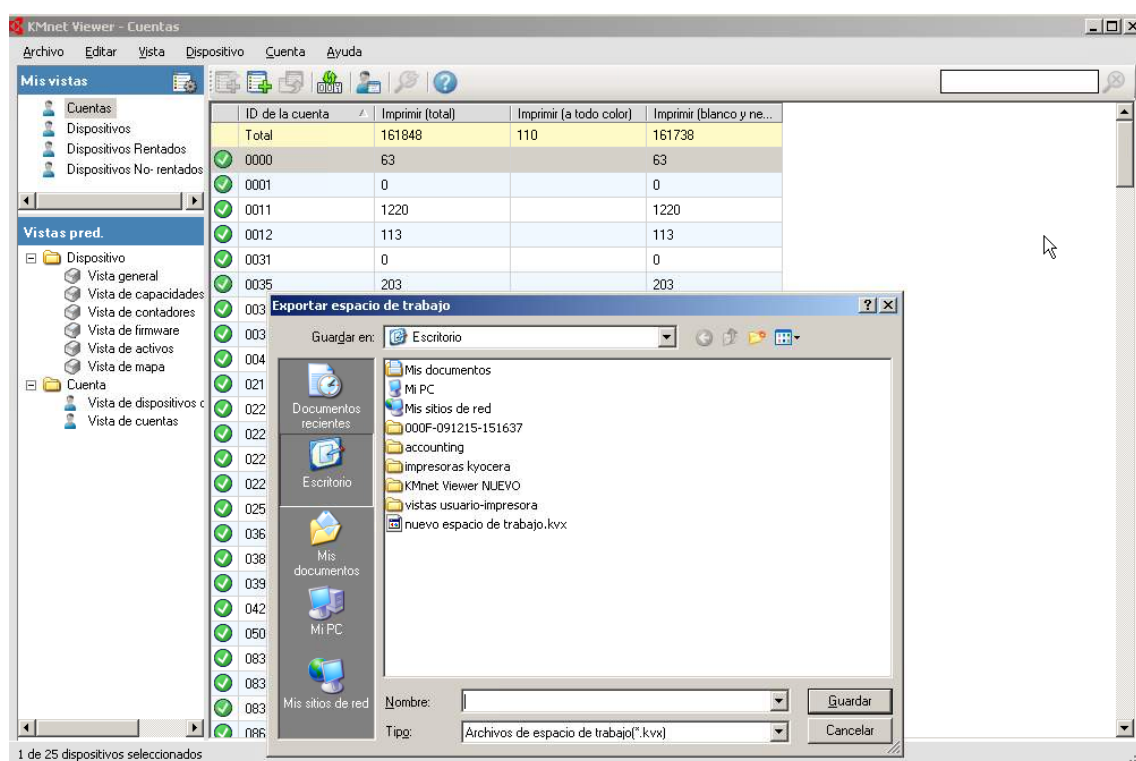 KMnet Viewer - Cuentas
Archivo Editar Vista Dispositivo Cuenta Ayuda
Mis vistas
Cuentas
Dispositivos
Dispositivos Rentados
Dispositivos No- rentados
Vistas pred.
Dispositivo
Vista general
Vista de capacidades
Vista de contadores
Vista de firmware
Vista de activos
Vista de mapa
Cuenta
Vista de dispositivos c
Vista de cuentas
ID de la cuenta Imprimir (total) Imprimir (a todo color) Imprimir (blanco y ne...
Total 161848 110 161738
0000 63 63
0001 0 0
0011 1220 1220
0012 113 113
0031 0 0
0035 203 203
003
003
004
021
022
022
022
022
025
036
038
039
042
050
083
083
083
086
Exportar espacio de trabajo
Guardar en: Escritorio
Documentos recientes
Escritorio
Mis documentos
Mi PC
Mis sitios de red
Mis documentos
Mi PC
Mis sitios de red
000F-091215-151637
accounting
impresoras kyocera
KMnet Viewer NUEVO
vistas usuario-impresora
nuevo espacio de trabajo.kvx
Nombre: Guardar
Tipo: Archivos de espacio de trabajo(*.kvx) Cancelar
1 de 25 dispositivos seleccionados